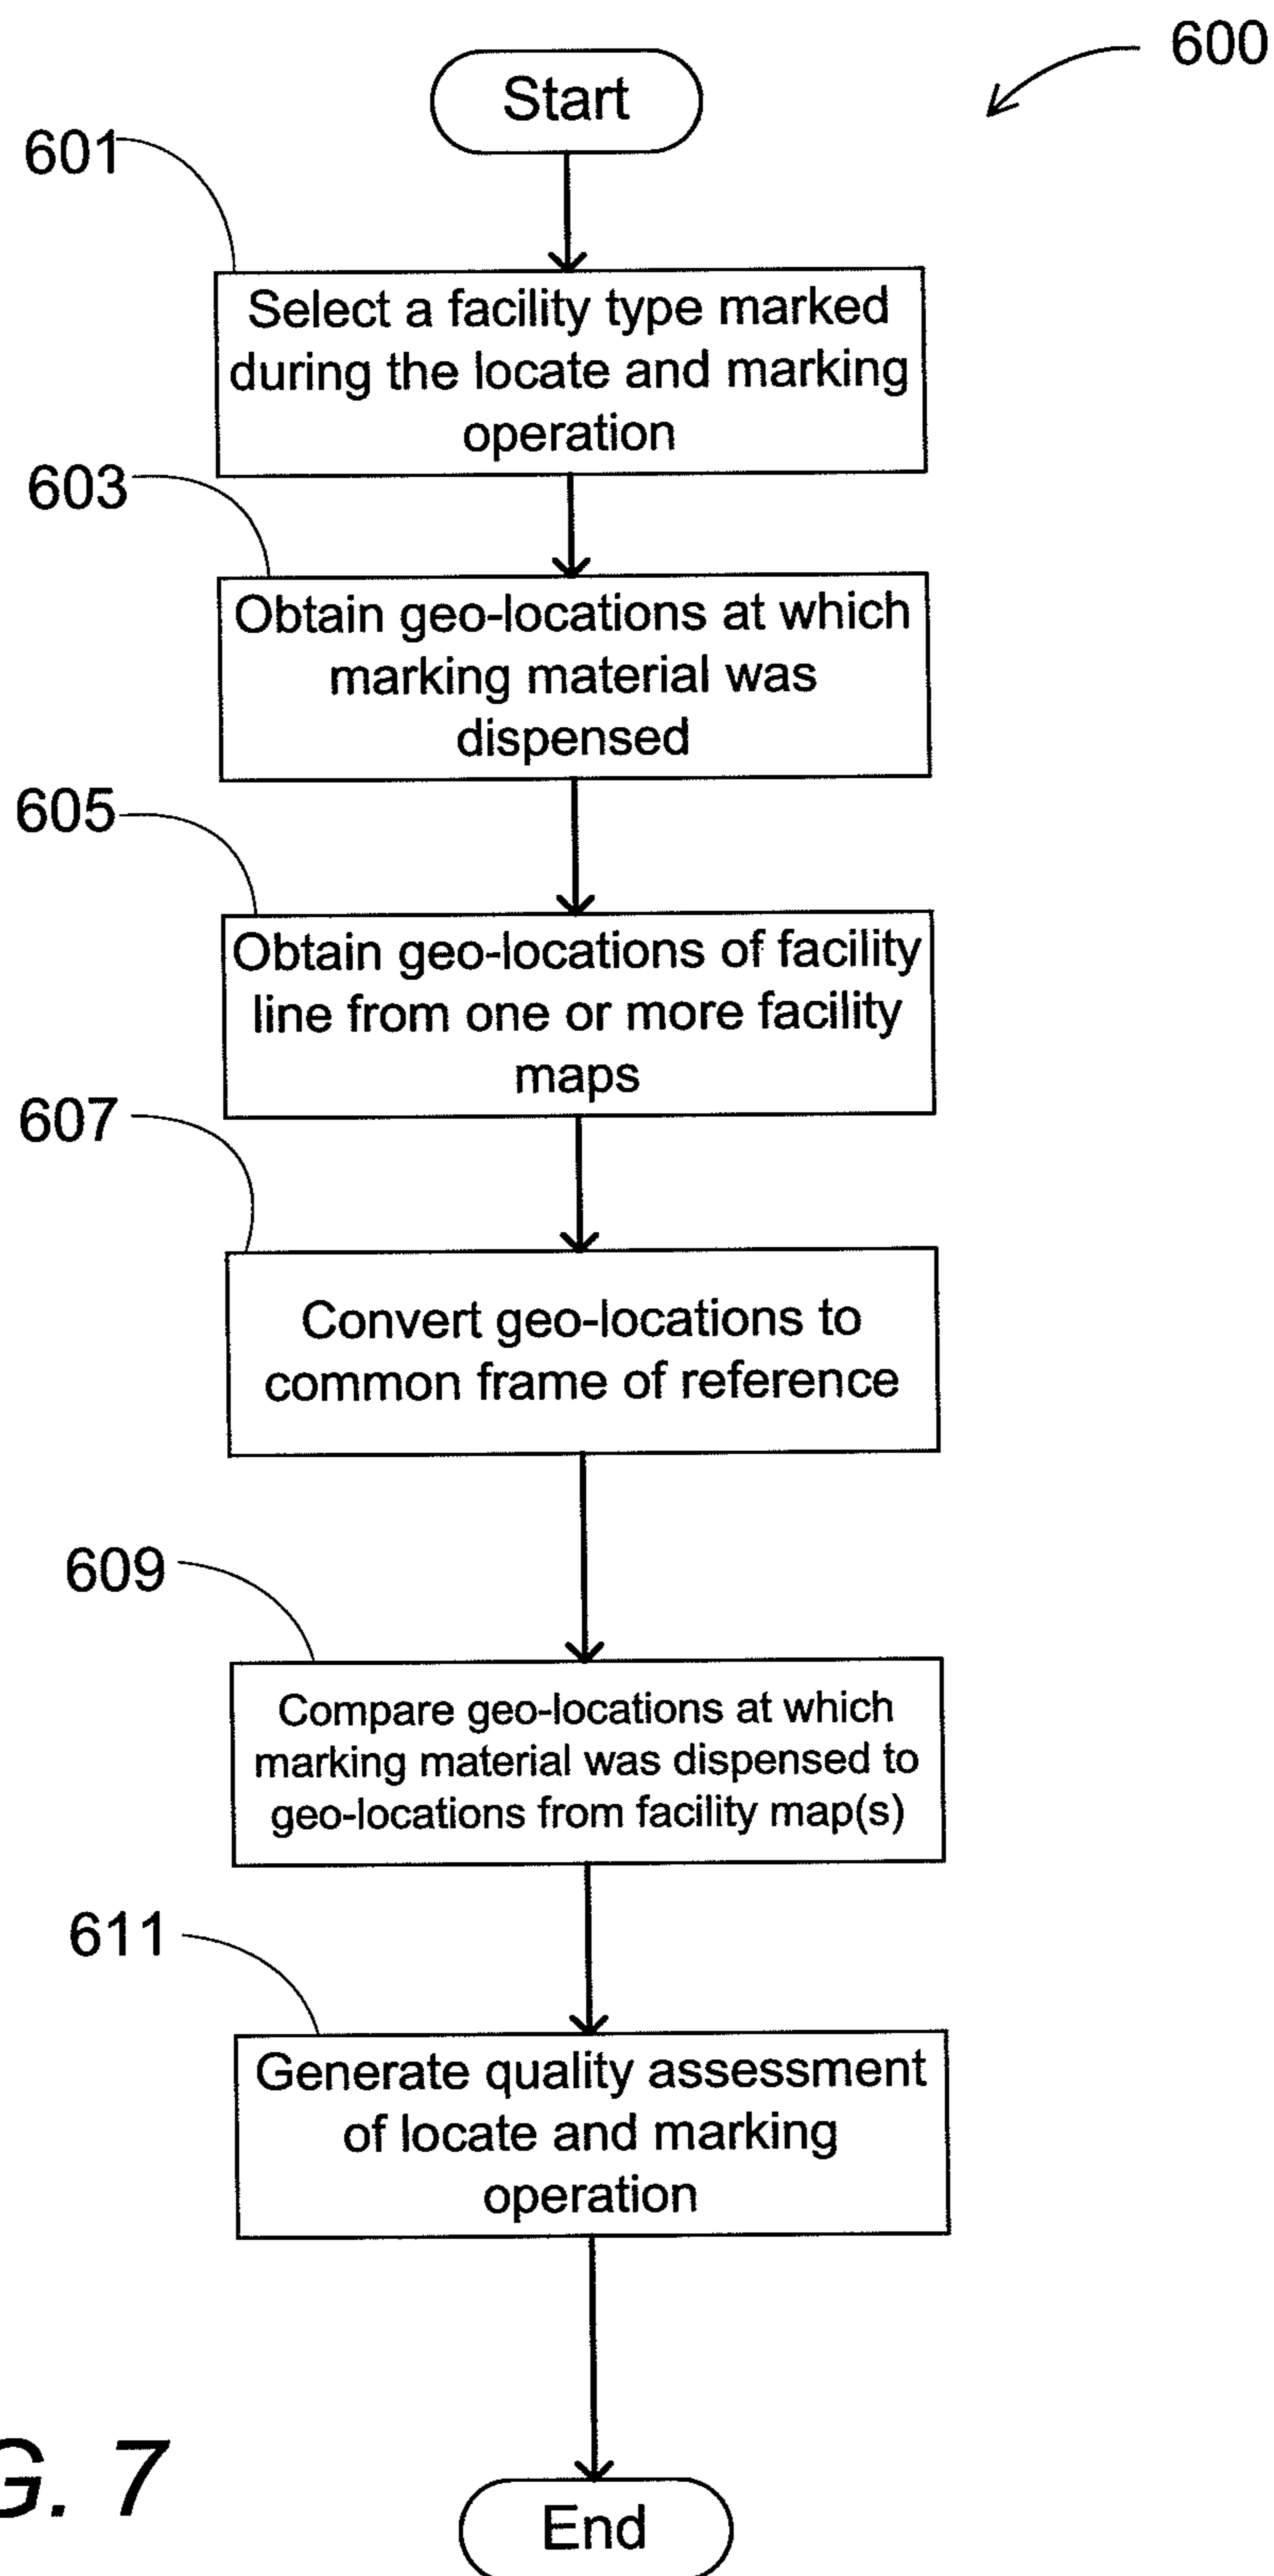 600
Start
601
Select a facility type marked
during the locate and marking
operation
603
Obtain geo-locations at which
marking material was
dispensed
605
Obtain geo-locations of facility
line from one or more facility
maps
607
Convert geo-locations to
common frame of reference
609
Compare geo-locations at which
marking material was dispensed to
geo-locations from facility map(s)
611
Generate quality assessment
of locate and marking
operation
G. 7
End